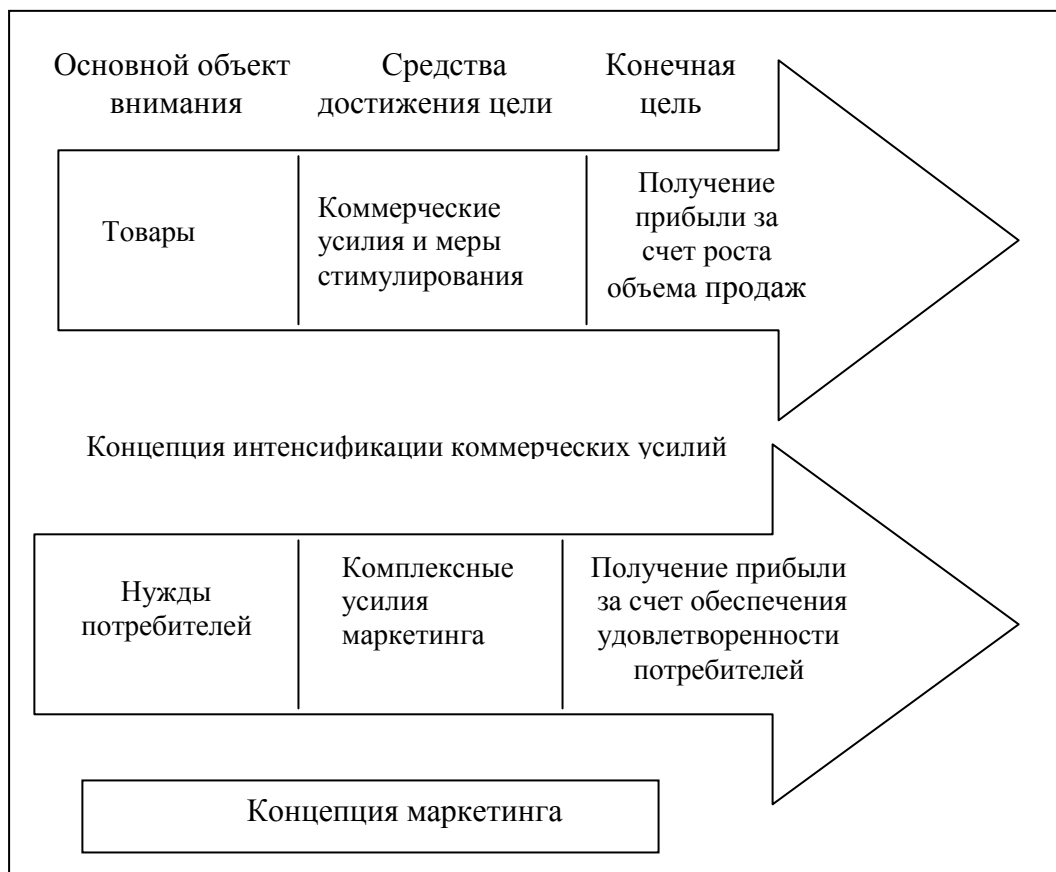 Основной объект
внимания
Средства
достижения цели
Конечная
цель
Товары
Коммерческие
усилия и меры
стимулирования
Получение
прибыли за
счет роста
объема продаж
Концепция интенсификации коммерческих усилий
Нужды
потребителей
Комплексные
усилия
маркетинга
Получение прибыли
за счет обеспечения
удовлетворенности
потребителей
Концепция маркетинга